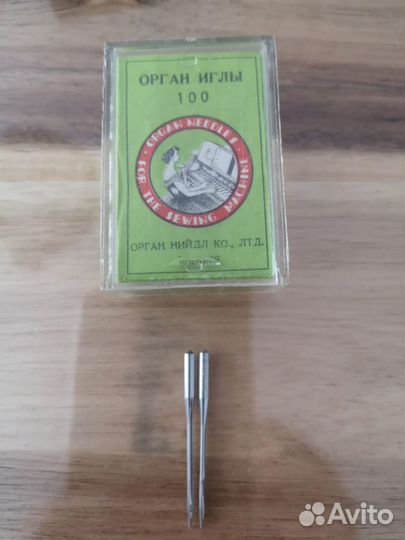 ОРГАН ИГЛЫ
100
ORGAN NEEDLES
FOR THE SEWING MACHINE
ОРГАН НИЙДЛ КО., ЛТД.
Avito